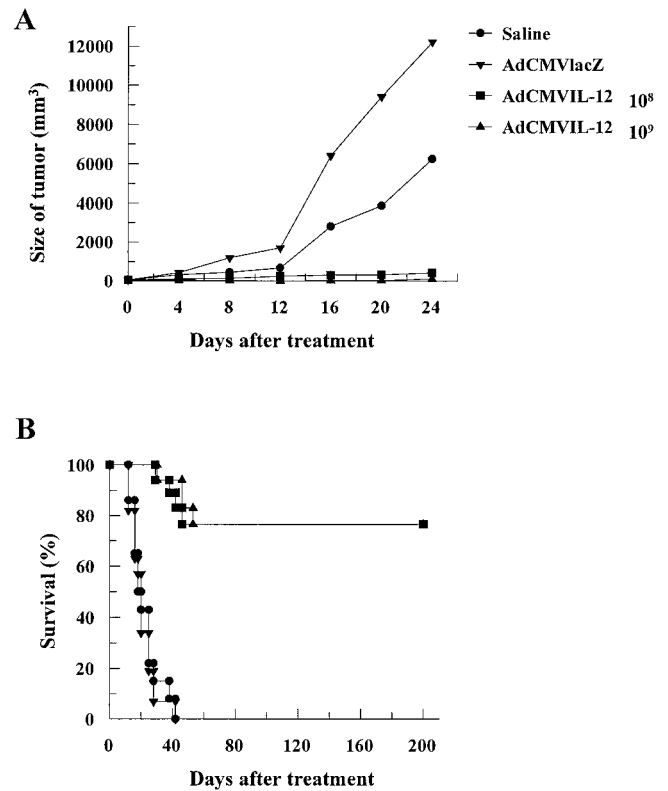 A
Size of tumor (mm³)
12000
10000
8000
6000
4000
2000
0
0 4 8 12 16 20 24
Days after treatment
Saline
AdCMVlacZ
AdCMVIL-12 10⁸
AdCMVIL-12 10⁹
B
Survival (%)
100
80
60
40
20
0
0 40 80 120 160 200
Days after treatment